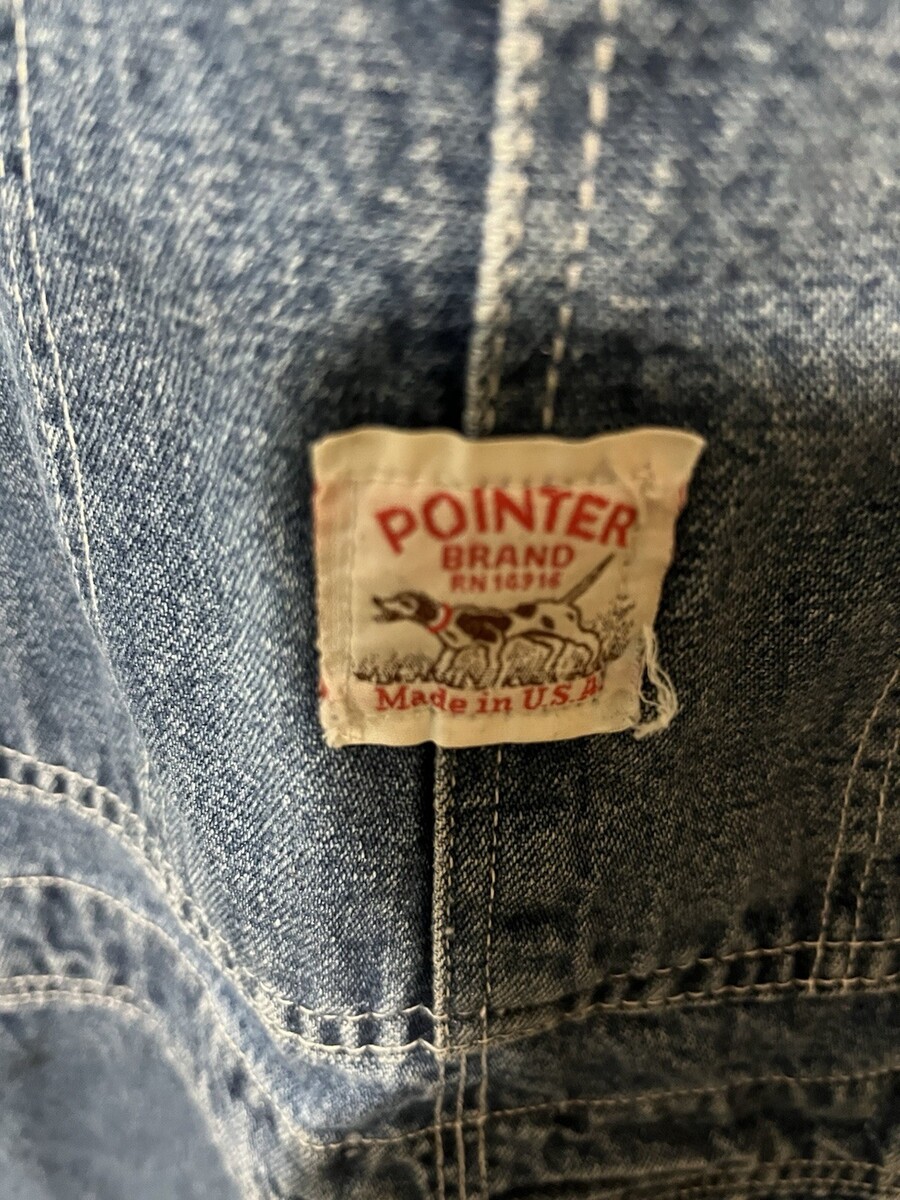 POINTER
BRAND
RN 16916
Made in U.S.A.